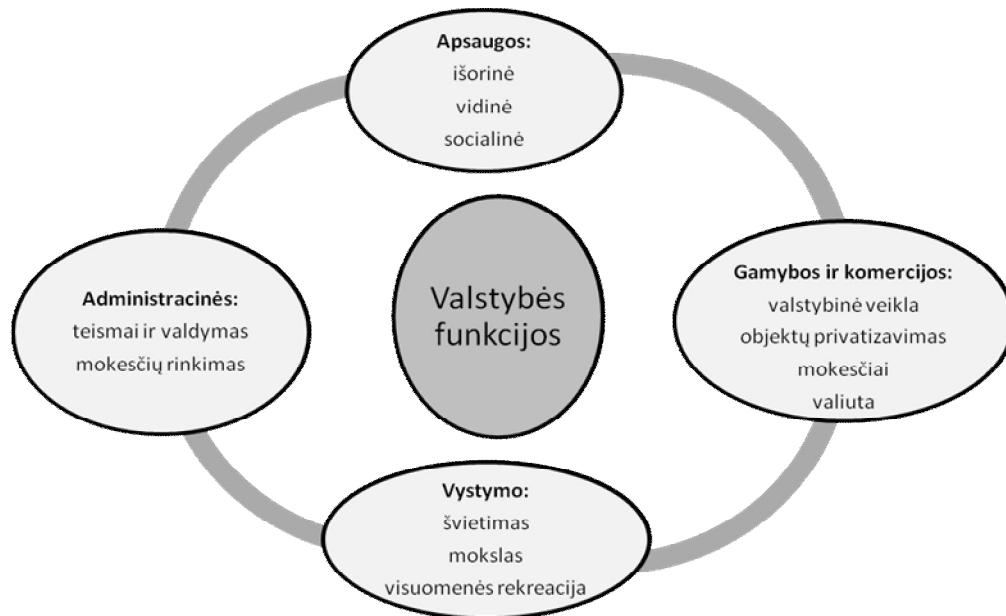 Apsaugos:
išorinė
vidinė
socialinė
Administracinės:
teismai ir valdymas
mokesčių rinkimas
Valstybės
funkcijos
Gamybos ir komercijos:
valstybinė veikla
objektų privatizavimas
mokesčiai
valiuta
Vystymo:
švietimas
mokslas
visuomenės rekreacija